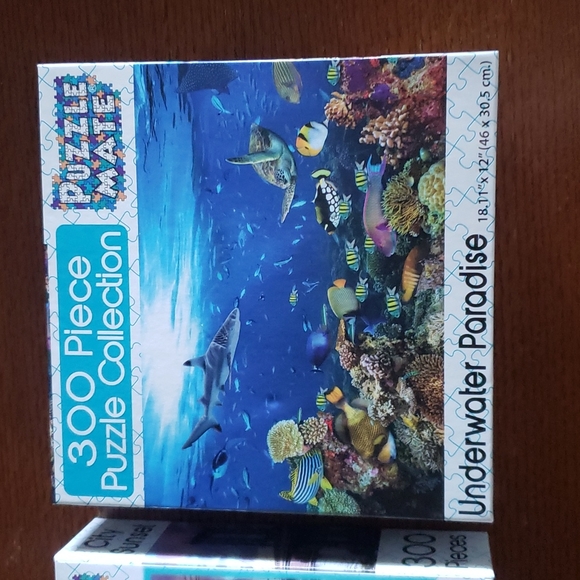 300 Piece
Puzzle Collection
PUZZLE
MATE
Underwater Paradise 18.11"x 12" (46 x 30.5 cm.)
City
Sunset
300
Pieces